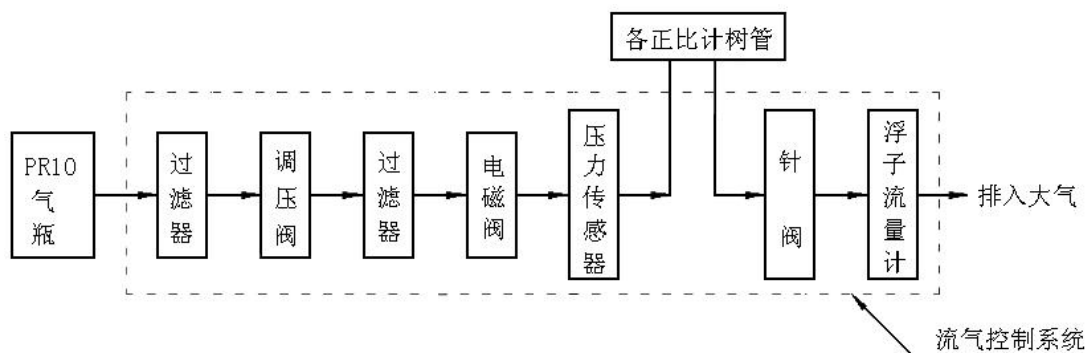 各正比计树管
PR10
气
瓶
过
滤
器
调
压
阀
过
滤
器
电
磁
阀
压
力
传
感
器
针
阀
浮
子
流
量
计
排入大气
流气控制系统